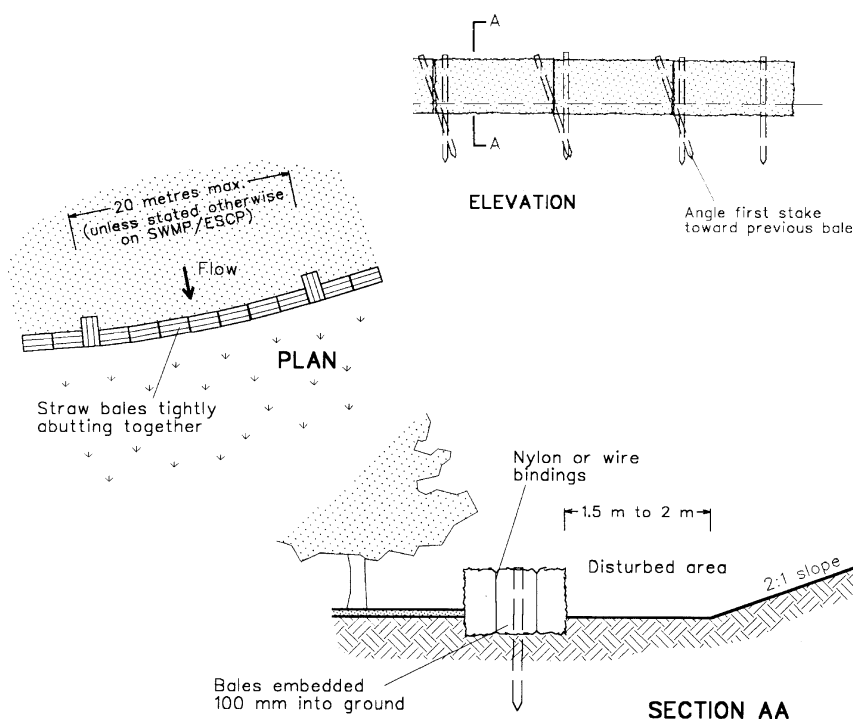 A
A
ELEVATION
Angle first stake
toward previous bale
20 metres max.
(unless stated otherwise
on SWMP/ESCP)
Flow
PLAN
Straw bales tightly
abutting together
Nylon or wire
bindings
1.5 m to 2 m
Disturbed area
2:1 slope
Bales embedded
100 mm into ground
SECTION AA